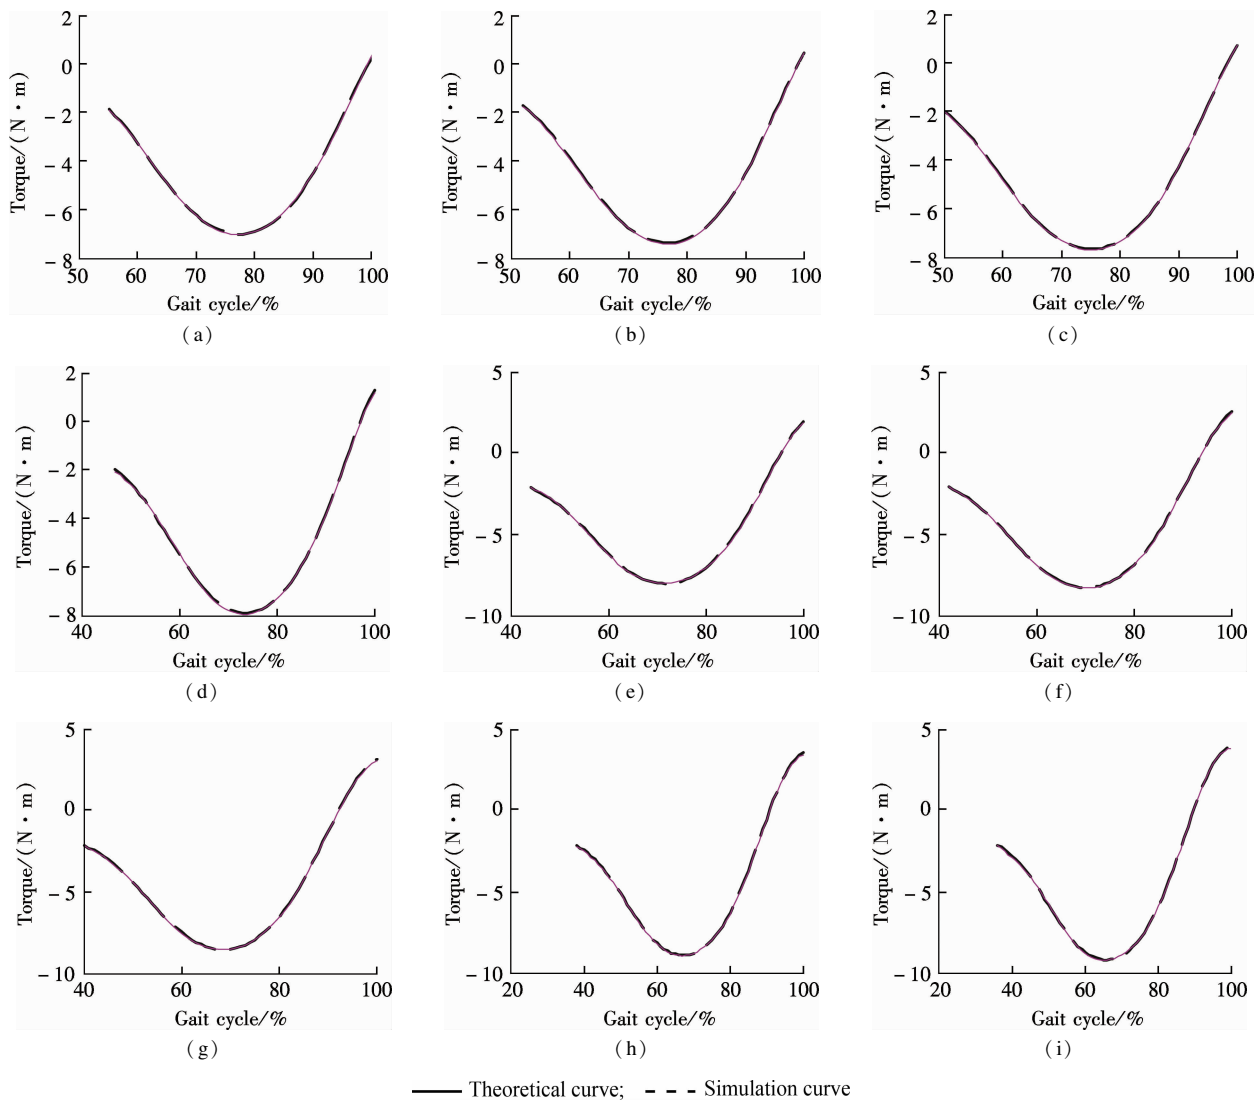 2
0
-2
-4
-6
-8
50 60 70 80 90 100
Torque/(N·m)
Gait cycle/%
(a)
2
0
-2
-4
-6
-8
50 60 70 80 90 100
Torque/(N·m)
Gait cycle/%
(b)
2
0
-2
-4
-6
-8
50 60 70 80 90 100
Torque/(N·m)
Gait cycle/%
(c)
2
0
-2
-4
-6
-8
40 60 80 100
Torque/(N·m)
Gait cycle/%
(d)
5
0
-5
-10
40 60 80 100
Torque/(N·m)
Gait cycle/%
(e)
5
0
-5
-10
40 60 80 100
Torque/(N·m)
Gait cycle/%
(f)
5
0
-5
-10
40 60 80 100
Torque/(N·m)
Gait cycle/%
(g)
5
0
-5
-10
20 40 60 80 100
Torque/(N·m)
Gait cycle/%
(h)
5
0
-5
-10
20 40 60 80 100
Torque/(N·m)
Gait cycle/%
(i)
Theoretical curve; Simulation curve